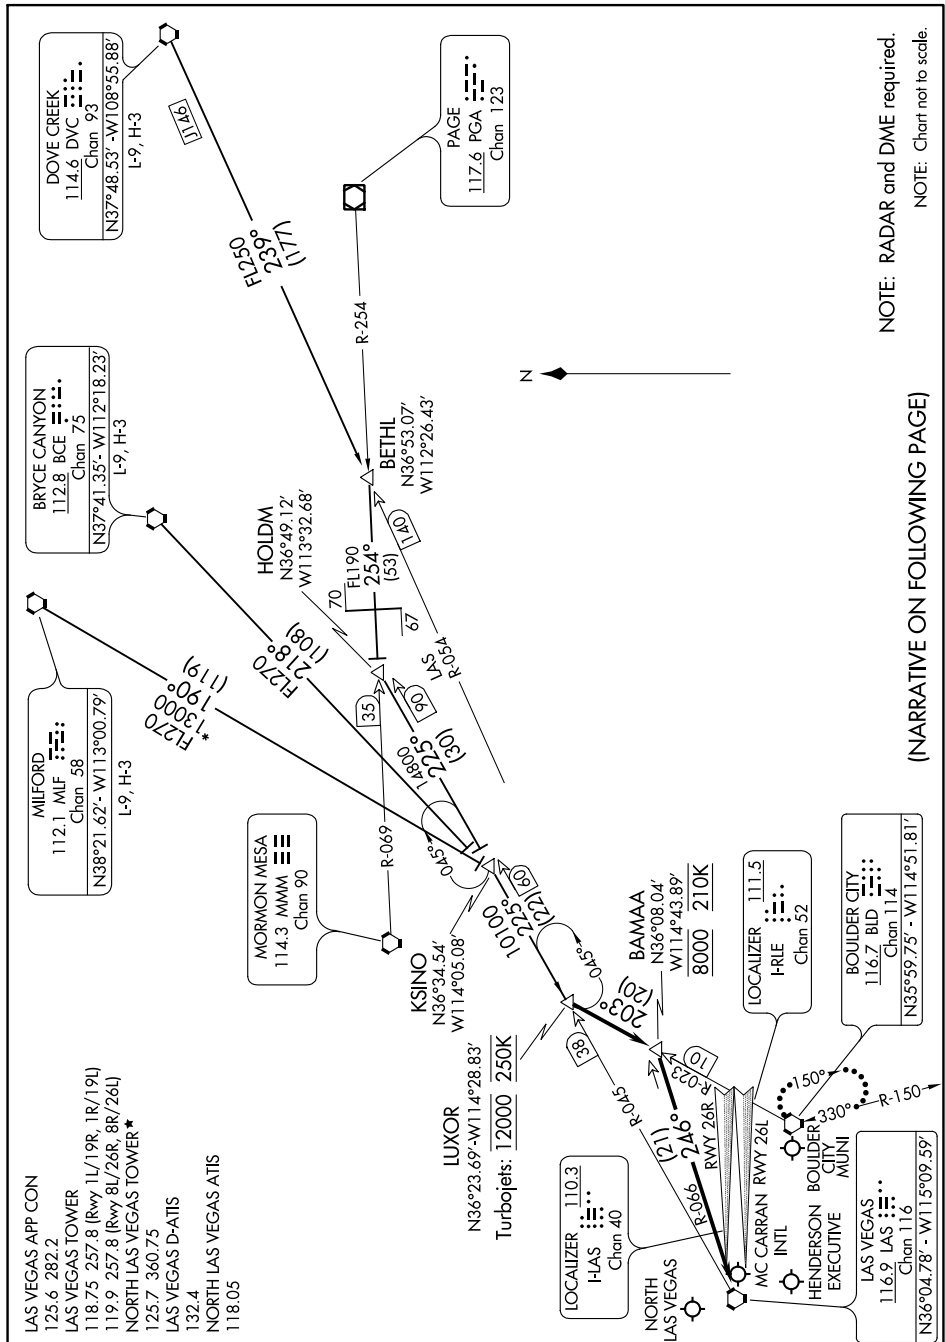 LAS VEGAS APP CON
125.6 282.2
LAS VEGAS TOWER
118.75 257.8 (Rwy 1L/19R, 1R/19L)
119.9 257.8 (Rwy 8L/26R, 8R/26L)
NORTH LAS VEGAS TOWER★
125.7 360.75
LAS VEGAS D-ATIS
132.4
NORTH LAS VEGAS ATIS
118.05
MILFORD
112.1 MLF
Chan 58
N38°21.62'- W113°00.79'
L-9, H-3
BRYCE CANYON
112.8 BCE
Chan 75
N37°41.35'- W112°18.23'
L-9, H-3
DOVE CREEK
114.6 DVC
Chan 93
N37°48.53' -W108°55.88'
L-9, H-3
J146
FL250
239°
(177)
PAGE
117.6 PGA
Chan 123
R-254
FL270
*13000
190°
(119)
FL270
218°
(108)
HOLDM
N36°49.12'
W113°32.68'
BETHL
N36°53.07'
W112°26.43'
70
67
FL190
254°
(53)
140
LAS
R-054
MORMON MESA
114.3 MMM
Chan 90
R-069
35
90
14800
225°
(30)
045°
KSINO
N36°34.54'
W114°05.08'
60
10100
225°
(22)
045°
LUXOR
N36°23.69'-W114°28.83'
Turbojets: 12000 250K
38
R-045
203°
(20)
BAMAA
N36°08.04'
W114°43.89'
8000 210K
10
R-023
(21)
246°
R-066
LOCALIZER 110.3
I-LAS
Chan 40
LOCALIZER 111.5
I-RLE
Chan 52
RWY 26R
RWY 26L
NORTH
LAS VEGAS
MC CARRAN
INTL
HENDERSON
EXECUTIVE
BOULDER
CITY
MUNI
BOULDER CITY
116.7 BLD
Chan 114
N35°59.75' - W114°51.81'
150°
330°
R-150
LAS VEGAS
116.9 LAS
Chan 116
N36°04.78' - W115°09.59'
N
NOTE: RADAR and DME required.
NOTE: Chart not to scale.
(NARRATIVE ON FOLLOWING PAGE)